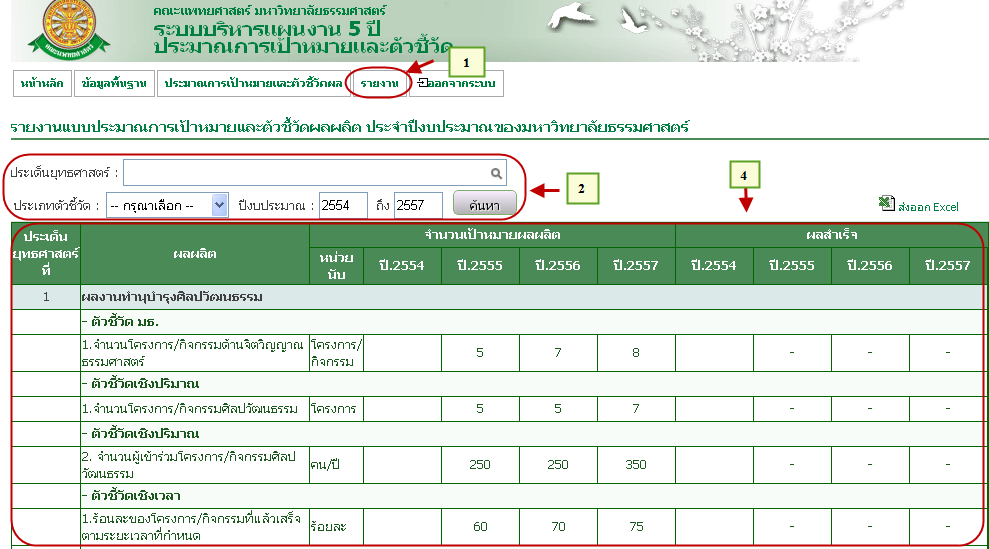 คณะแพทยศาสตร์ มหาวิทยาลัยธรรมศาสตร์
ระบบบริหารแผนงาน 5 ปี
ประมาณการเป้าหมายและตัวชี้วัด
1
หน้าหลัก ข้อมูลพื้นฐาน ประมาณการเป้าหมายและตัวชี้วัดผล รายงาน ออกจากระบบ
รายงานแบบประมาณการเป้าหมายและตัวชี้วัดผลผลิต ประจำปีงบประมาณของมหาวิทยาลัยธรรมศาสตร์
ประเด็นยุทธศาสตร์ :
2
4
ประเภทตัวชี้วัด : -- กรุณาเลือก -- ปีงบประมาณ : 2554 ถึง 2557 ค้นหา
ส่งออก Excel
ประเด็นยุทธศาสตร์ที่ ผลผลิต จำนวนเป้าหมายผลผลิต ผลสำเร็จ
หน่วยนับ ปี.2554 ปี.2555 ปี.2556 ปี.2557 ปี.2554 ปี.2555 ปี.2556 ปี.2557
1 ผลงานทำนุบำรุงศิลปวัฒนธรรม
- ตัวชี้วัด มธ.
1.จำนวนโครงการ/กิจกรรมด้านจิตวิญญาณ โครงการ/
ธรรมศาสตร์ กิจกรรม 5 7 8 - - -
- ตัวชี้วัดเชิงปริมาณ
1.จำนวนโครงการ/กิจกรรมศิลปวัฒนธรรม โครงการ 5 5 7 - - -
- ตัวชี้วัดเชิงปริมาณ
2. จำนวนผู้เข้าร่วมโครงการ/กิจกรรมศิลป
วัฒนธรรม คน/ปี 250 250 350 - - -
- ตัวชี้วัดเชิงเวลา
1.ร้อยละของโครงการ/กิจกรรมที่แล้วเสร็จ
ตามระยะเวลาที่กำหนด ร้อยละ 60 70 75 - - -